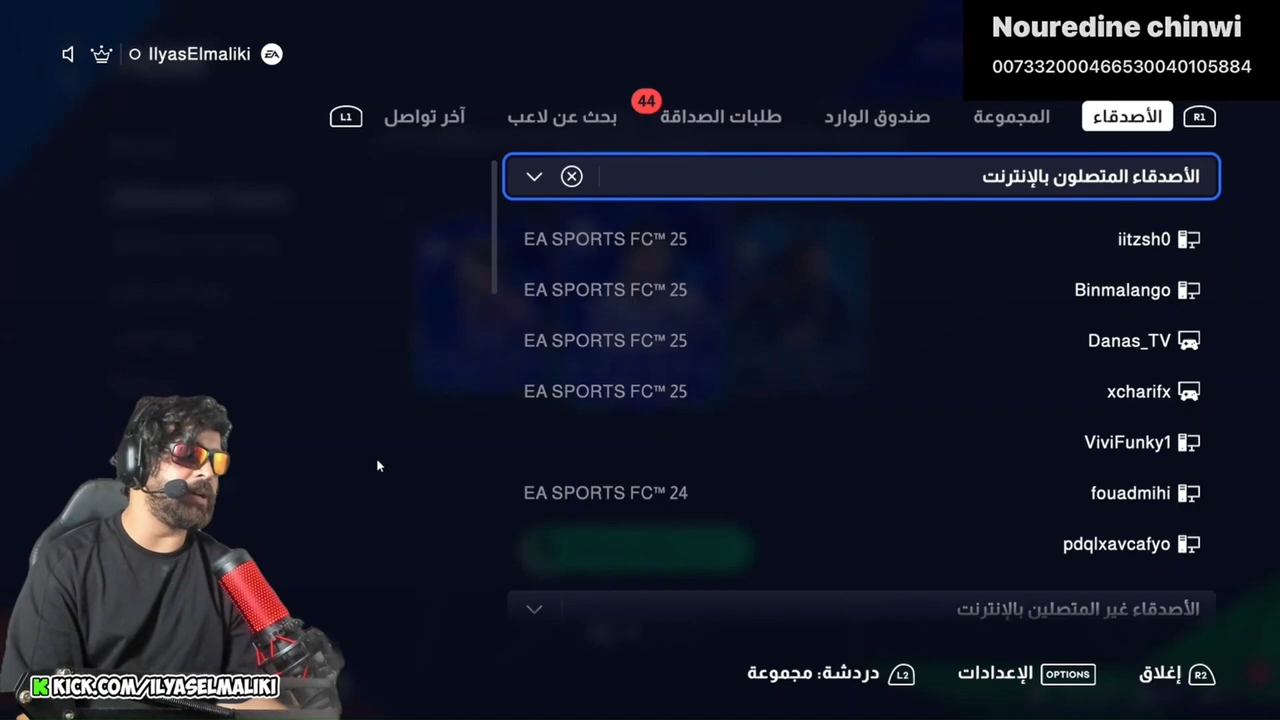 Nouredine chinwi
007332000466530040105884
IlyasElmaliki EA
R1 الأصدقاء المجموعة صندوق الوارد طلبات الصداقة 44 بحث عن لاعب آخر تواصل L1
الأصدقاء المتصلون بالإنترنت
iitzsh0 EA SPORTS FC™ 25
Binmalango EA SPORTS FC™ 25
Danas_TV EA SPORTS FC™ 25
xcharifx EA SPORTS FC™ 25
ViviFunky1
fouadmihi EA SPORTS FC™ 24
pdqlxavcafyo
الأصدقاء غير المتصلين بالإنترنت
R2 إغلاق OPTIONS الإعدادات L2 دردشة: مجموعة
KICK.COM/ILYASELMALIKI